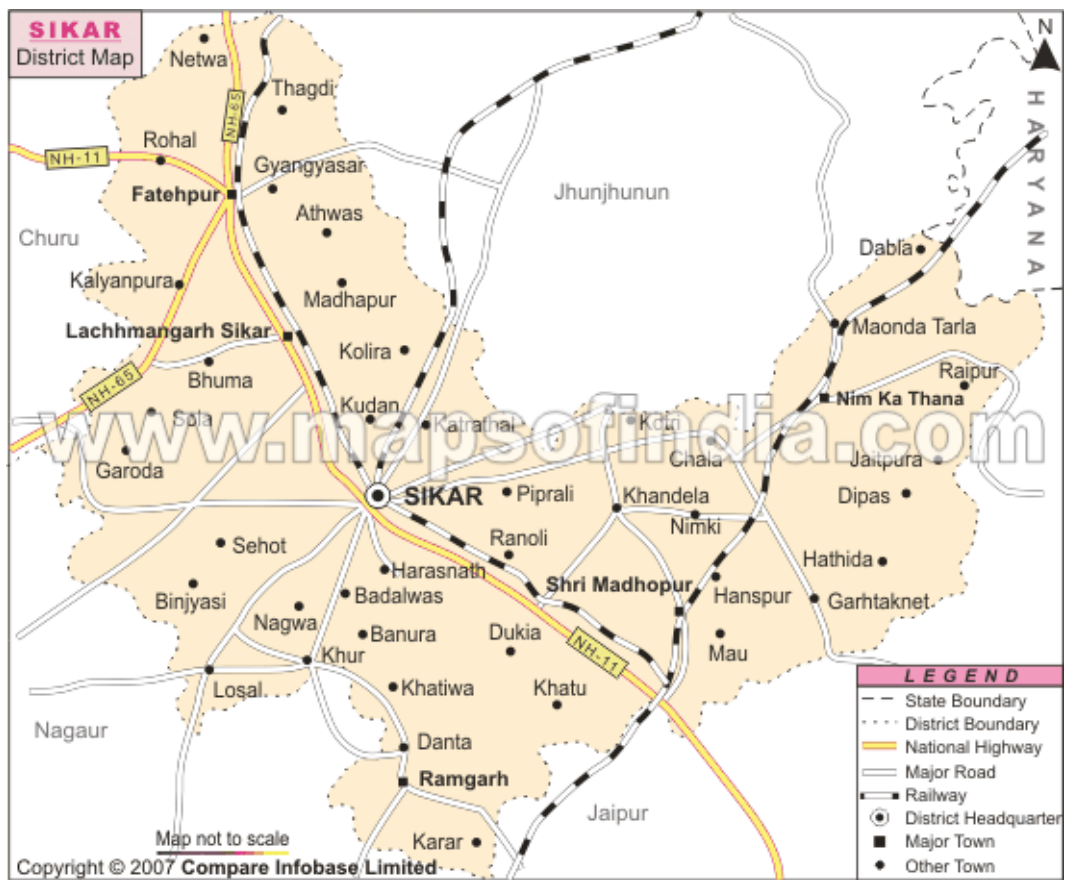 SIKAR
District Map
N
HARYANA
Netwa
Thagdi
NH-65
Rohal
NH-11
Gyangyasar
Fatehpur
Jhunjhunun
Athwas
Churu
Dabla
Kalyanpura
Madhapur
Lachhmangarh Sikar
Maonda Tarla
Kolira
Bhuma
Raipur
NH-65
Nim Ka Thana
Kudan
Sola
Katrathal
Kotri
www.mapsofindia.com
Garoda
Chala
Jaitpura
SIKAR
Piprali
Khandela
Dipas
Nimki
Ranoli
Sehot
Harasnath
Shri Madhopur
Hathida
Binjyasi
Badalwas
Hanspur
Garhtaknet
Nagwa
Banura
Dukia
NH-11
Mau
Khur
Losal
Khatiwa
Khatu
Nagaur
Danta
Ramgarh
Jaipur
Karar
LEGEND
State Boundary
District Boundary
National Highway
Major Road
Railway
District Headquarter
Major Town
Other Town
Map not to scale
Copyright © 2007 Compare Infobase Limited